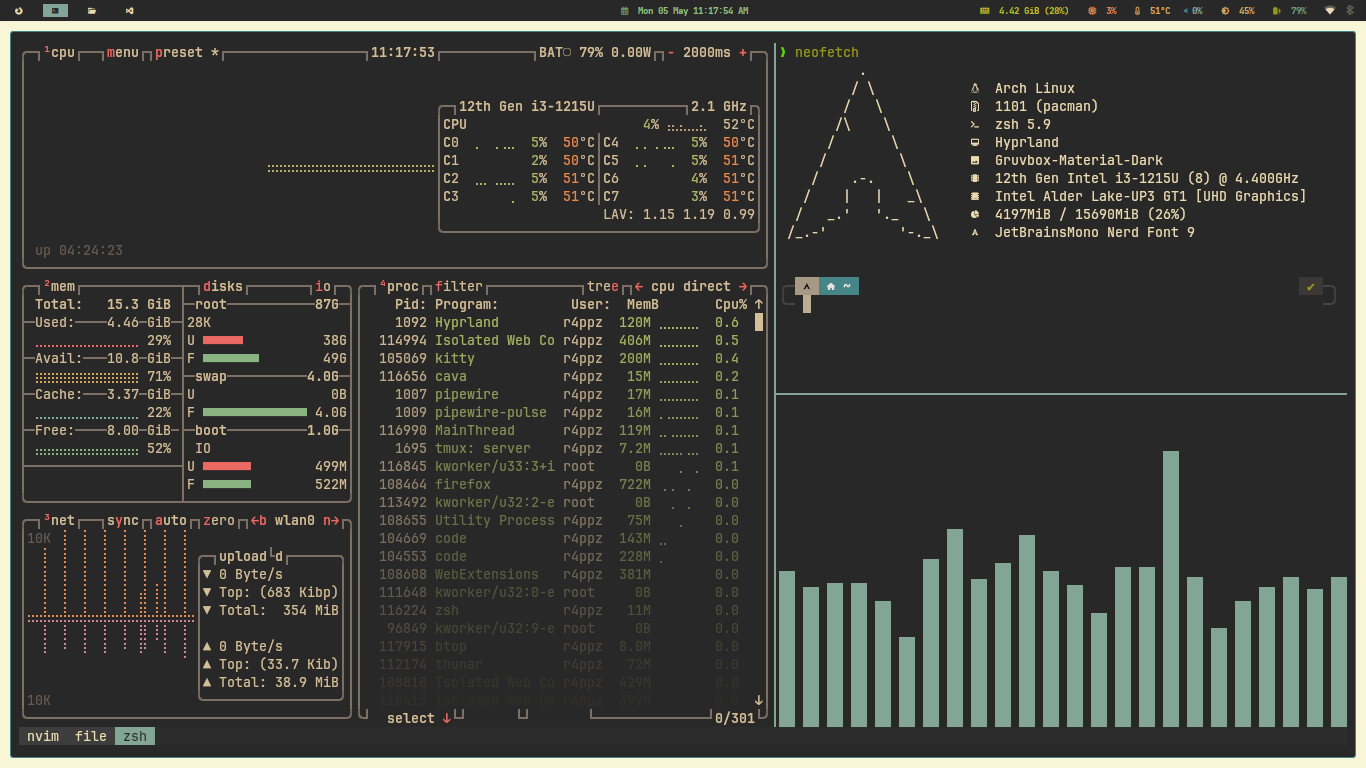 Mon 05 May 11:17:54 AM
4.42 GiB (28%) 3% 51°C 0% 45% 79%
¹cpu menu preset * 11:17:53 BAT 79% 0.00W - 2000ms +
12th Gen i3-1215U 2.1 GHz
CPU 4% 52°C
C0 5% 50°C C4 5% 50°C
C1 2% 50°C C5 5% 51°C
C2 5% 51°C C6 4% 51°C
C3 5% 51°C C7 3% 51°C
LAV: 1.15 1.19 0.99
up 04:24:23
²mem
Total: 15.3 GiB
Used: 4.46 GiB
29%
Avail: 10.8 GiB
71%
Cache: 3.37 GiB
22%
Free: 8.00 GiB
52%
disks io
root 87G
28K
U 38G
F 49G
swap 4.0G
U 0B
F 4.0G
boot 1.0G
IO
U 499M
F 522M
³net sync auto zero ←b wlan0 n→
10K
upload d
▼ 0 Byte/s
▼ Top: (683 Kibp)
▼ Total: 354 MiB
▲ 0 Byte/s
▲ Top: (33.7 Kib)
▲ Total: 38.9 MiB
10K
⁴proc filter tree ← cpu direct →
Pid: Program: User: MemB Cpu% ↑
1092 Hyprland r4ppz 120M 0.6
114994 Isolated Web Co r4ppz 406M 0.5
105069 kitty r4ppz 200M 0.4
116656 cava r4ppz 15M 0.2
1007 pipewire r4ppz 17M 0.1
1009 pipewire-pulse r4ppz 16M 0.1
116990 MainThread r4ppz 119M 0.1
1695 tmux: server r4ppz 7.2M 0.1
116845 kworker/u33:3+i root 0B 0.1
108464 firefox r4ppz 722M 0.0
113492 kworker/u32:2-e root 0B 0.0
108655 Utility Process r4ppz 75M 0.0
104669 code r4ppz 143M 0.0
104553 code r4ppz 228M 0.0
108608 WebExtensions r4ppz 381M 0.0
111648 kworker/u32:0-e root 0B 0.0
116224 zsh r4ppz 11M 0.0
96849 kworker/u32:9-e root 0B 0.0
117915 btop r4ppz 8.0M 0.0
112174 thunar r4ppz 72M 0.0
108810 Isolated Web Co r4ppz 429M 0.0
110415 Isolated Web Co r4ppz 399M 0.0
select ↓ 0/301
nvim file zsh
❯ neofetch
Arch Linux
1101 (pacman)
zsh 5.9
Hyprland
Gruvbox-Material-Dark
12th Gen Intel i3-1215U (8) @ 4.400GHz
Intel Alder Lake-UP3 GT1 [UHD Graphics]
4197MiB / 15690MiB (26%)
JetBrainsMono Nerd Font 9
~ ✔